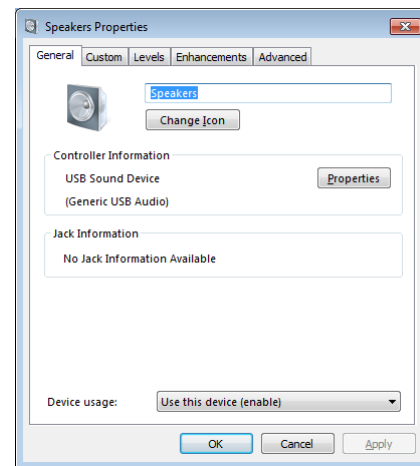 Speakers Properties
General Custom Levels Enhancements Advanced
Speakers
Change Icon
Controller Information
USB Sound Device
Properties
(Generic USB Audio)
Jack Information
No Jack Information Available
Device usage: Use this device (enable)
OK Cancel Apply